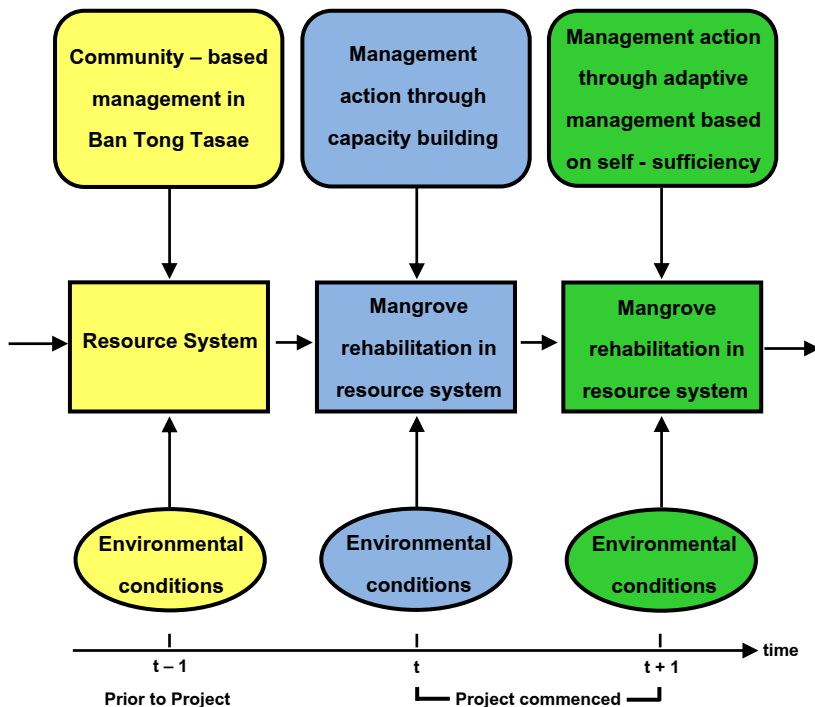 Community – based
management in
Ban Tong Tasae
Management
action through
capacity building
Management action
through adaptive
management based
on self - sufficiency
Resource System
Mangrove
rehabilitation in
resource system
Mangrove
rehabilitation in
resource system
Environmental
conditions
Environmental
conditions
Environmental
conditions
time
t – 1
t
t + 1
Prior to Project
Project commenced